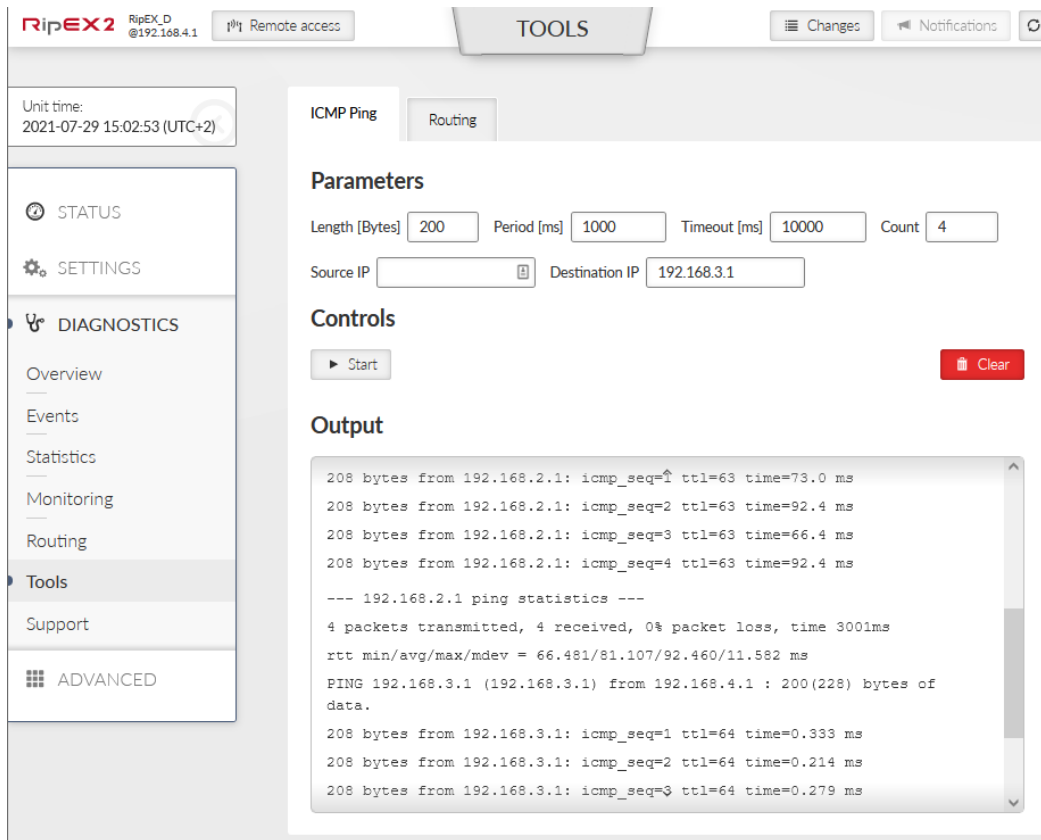 RipEX2
RipEX_D
@192.168.4.1
Remote access
TOOLS
Changes
Notifications
Unit time:
2021-07-29 15:02:53 (UTC+2)
STATUS
SETTINGS
DIAGNOSTICS
Overview
Events
Statistics
Monitoring
Routing
Tools
Support
ADVANCED
ICMP Ping
Routing
Parameters
Length [Bytes] 200 Period [ms] 1000 Timeout [ms] 10000 Count 4
Source IP Destination IP 192.168.3.1
Controls
Start
Clear
Output
208 bytes from 192.168.2.1: icmp_seq=1 ttl=63 time=73.0 ms
208 bytes from 192.168.2.1: icmp_seq=2 ttl=63 time=92.4 ms
208 bytes from 192.168.2.1: icmp_seq=3 ttl=63 time=66.4 ms
208 bytes from 192.168.2.1: icmp_seq=4 ttl=63 time=92.4 ms
--- 192.168.2.1 ping statistics ---
4 packets transmitted, 4 received, 0% packet loss, time 3001ms
rtt min/avg/max/mdev = 66.481/81.107/92.460/11.582 ms
PING 192.168.3.1 (192.168.3.1) from 192.168.4.1 : 200(228) bytes of
data.
208 bytes from 192.168.3.1: icmp_seq=1 ttl=64 time=0.333 ms
208 bytes from 192.168.3.1: icmp_seq=2 ttl=64 time=0.214 ms
208 bytes from 192.168.3.1: icmp_seq=3 ttl=64 time=0.279 ms